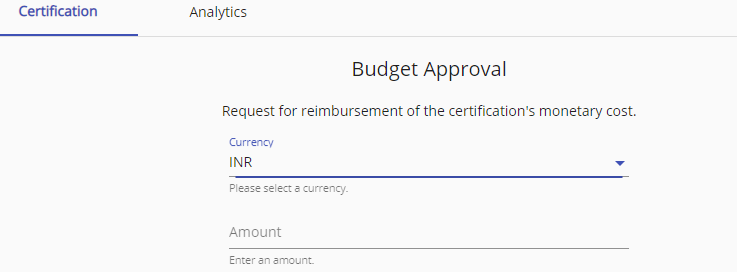 Certification Analytics
Budget Approval
Request for reimbursement of the certification's monetary cost.
Currency
INR
Please select a currency.
Amount
Enter an amount.